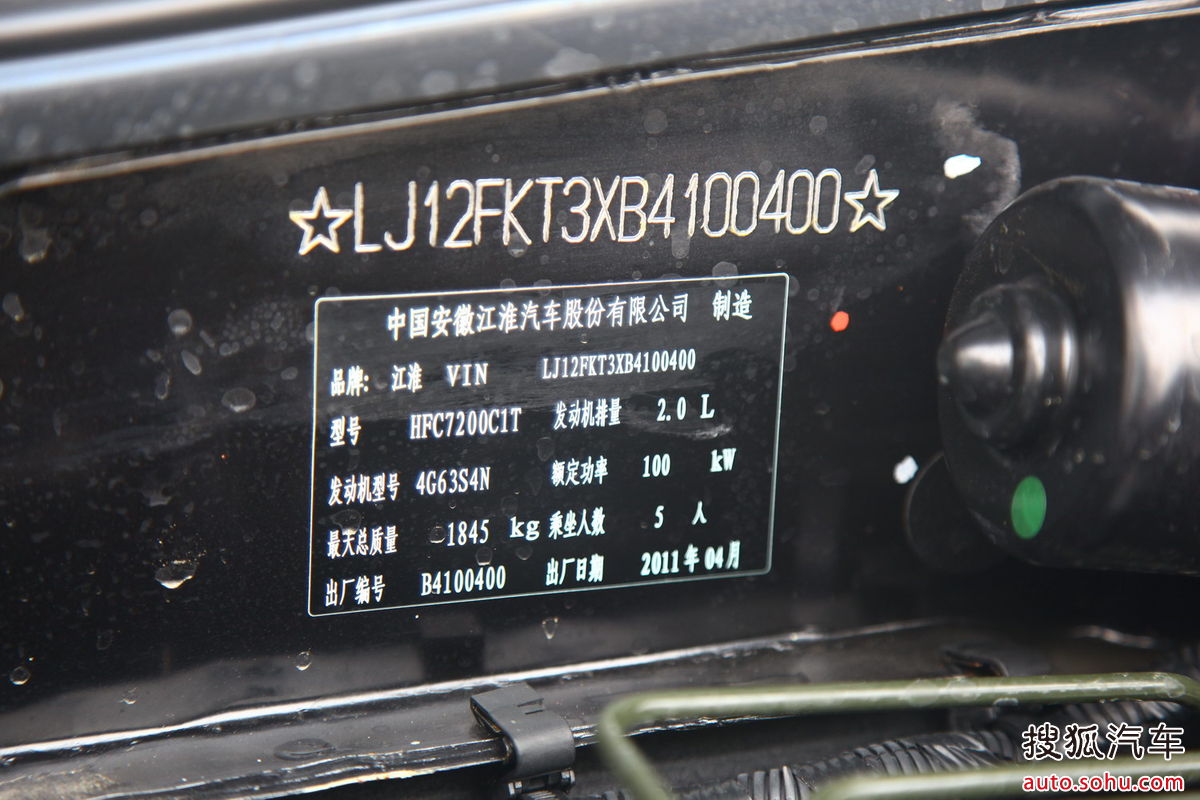 ☆LJ12FKT3XB4100400☆
中国安徽江淮汽车股份有限公司 制造
品牌: 江淮 VIN LJ12FKT3XB4100400
型号 HFC7200C1T 发动机排量 2.0 L
发动机型号 4G63S4N 额定功率 100 kW
最大总质量 1845 kg 乘坐人数 5 人
出厂编号 B4100400 出厂日期 2011年04月
搜狐汽车
auto.sohu.com